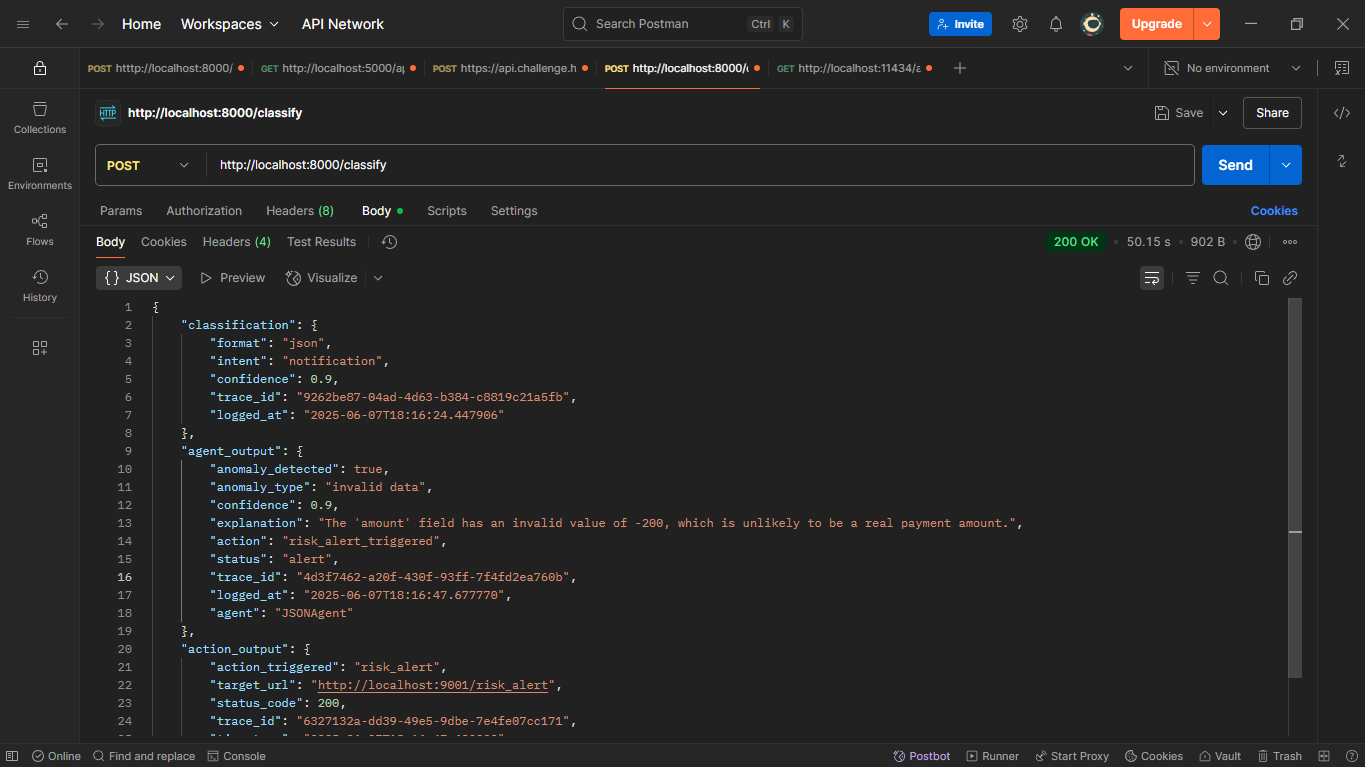 Home Workspaces API Network Search Postman Ctrl K Invite Upgrade
POST htttp://localhost:8000/ GET http://localhost:5000/ap POST https://api.challenge.h POST http://localhost:8000/c GET http://localhost:11434/a No environment
HTTP http://localhost:8000/classify Save Share
POST http://localhost:8000/classify Send
Collections
Environments
Flows
History
Params Authorization Headers (8) Body Scripts Settings Cookies
Body Cookies Headers (4) Test Results 200 OK 50.15 s 902 B
{} JSON Preview Visualize
1 {
2 "classification": {
3 "format": "json",
4 "intent": "notification",
5 "confidence": 0.9,
6 "trace_id": "9262be87-04ad-4d63-b384-c8819c21a5fb",
7 "logged_at": "2025-06-07T18:16:24.447906"
8 },
9 "agent_output": {
10 "anomaly_detected": true,
11 "anomaly_type": "invalid data",
12 "confidence": 0.9,
13 "explanation": "The 'amount' field has an invalid value of -200, which is unlikely to be a real payment amount.",
14 "action": "risk_alert_triggered",
15 "status": "alert",
16 "trace_id": "4d3f7462-a20f-430f-93ff-7f4fd2ea760b",
17 "logged_at": "2025-06-07T18:16:47.677770",
18 "agent": "JSONAgent"
19 },
20 "action_output": {
21 "action_triggered": "risk_alert",
22 "target_url": "http://localhost:9001/risk_alert",
23 "status_code": 200,
24 "trace_id": "6327132a-dd39-49e5-9dbe-7e4fe07cc171",
Online Find and replace Console Postbot Runner Start Proxy Cookies Vault Trash